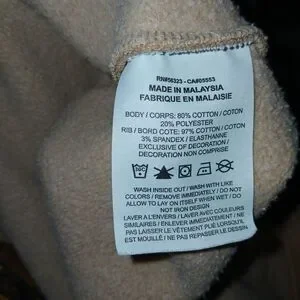 RN#56323 - CA#05553
MADE IN MALAYSIA
FABRIQUE EN MALAISIE
BODY / CORPS: 80% COTTON / COTON
20% POLYESTER
RIB / BORD COTE: 97% COTTON / COTON
3% SPANDEX / ELASTHANNE
EXCLUSIVE OF DECORATION /
DECORATION NON COMPRISE
WASH INSIDE OUT / WASH WITH LIKE
COLORS / REMOVE IMMEDIATELY / DO NOT
ALLOW TO LAY ON ITSELF WHEN WET / DO
NOT IRON DESIGN
LAVER A L'ENVERS / LAVER AVEC COULEURS
SIMILAIRES / ENLEVER IMMEDIATEMENT /
NE PAS LAISSER LE VÊTEMENT PLIÉ LORSQU'IL
EST MOUILLÉ / NE PAS REPASSER LE DESSIN